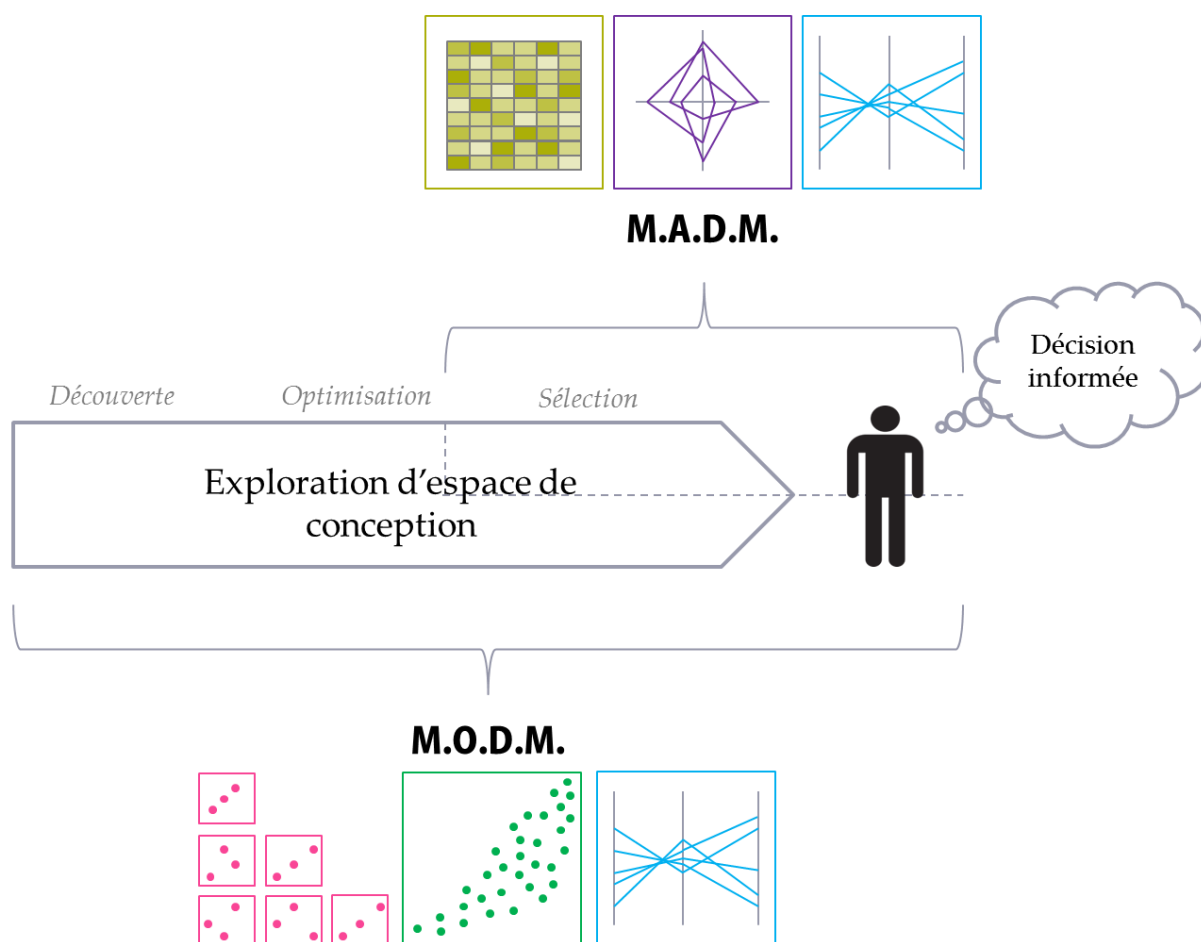 M.A.D.M.
Décision
informée
Découverte
Optimisation
Sélection
Exploration d'espace de
conception
M.O.D.M.